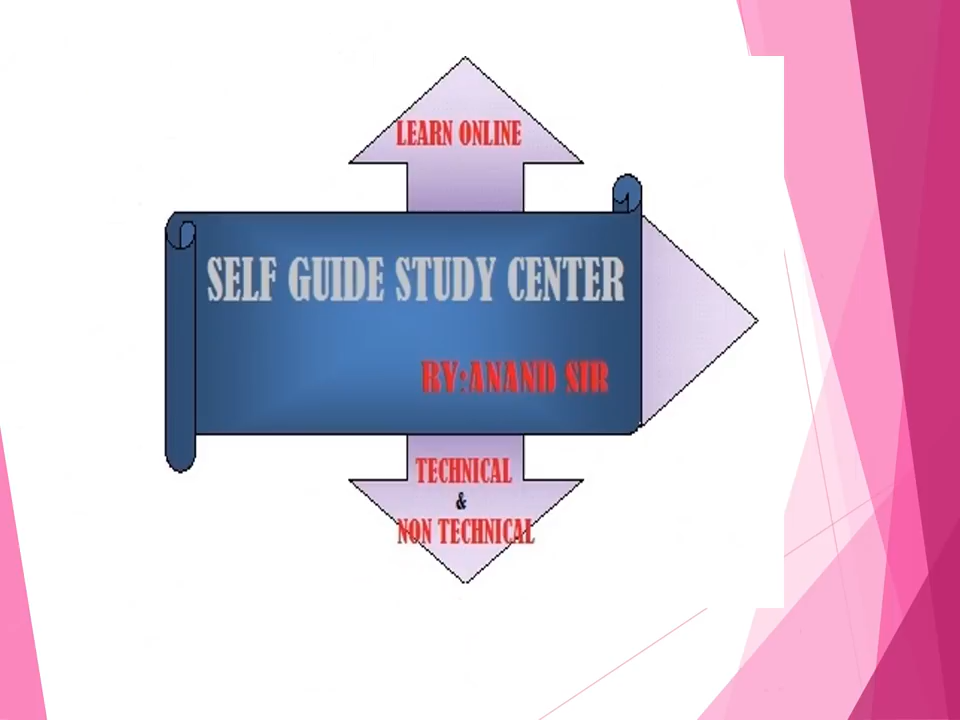 LEARN ONLINE
SELF GUIDE STUDY CENTER
BY:ANAND SIR
TECHNICAL
&
NON TECHNICAL